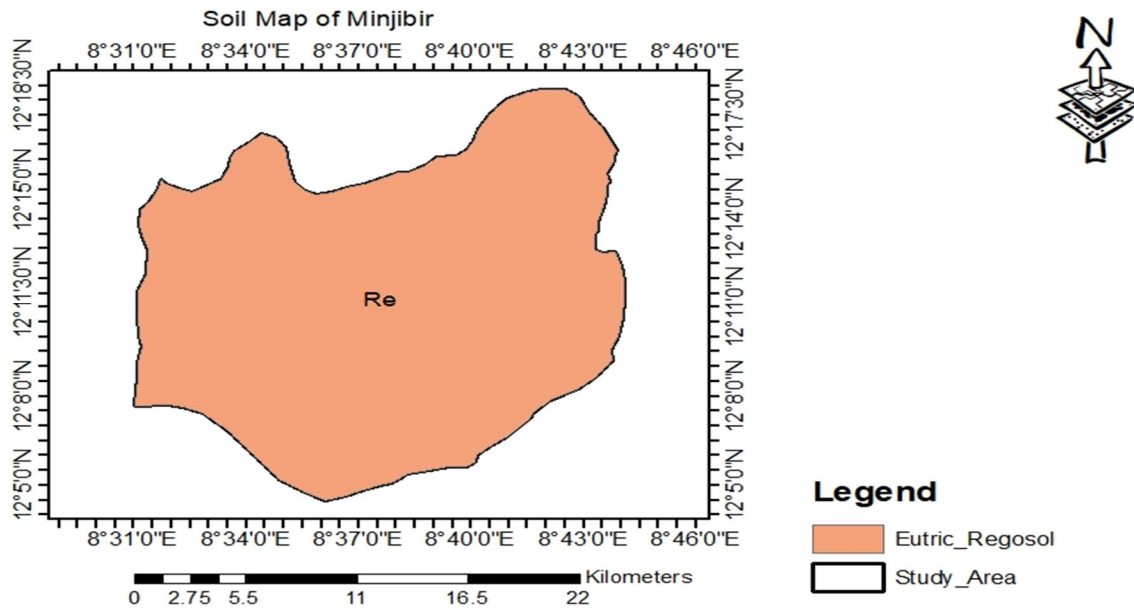 Soil Map of Minjibir
8°31'0"E 8°34'0"E 8°37'0"E 8°40'0"E 8°43'0"E 8°46'0"E
12°18'30"N
12°15'0"N
12°11'30"N
12°8'0"N
12°5'0"N
Re
12°17'30"N
12°14'0"N
12°11'0"N
12°8'0"N
12°5'0"N
8°31'0"E 8°34'0"E 8°37'0"E 8°40'0"E 8°43'0"E 8°46'0"E
Kilometers
0 2.75 5.5 11 16.5 22
N
Legend
Eutric_Regosol
Study_Area